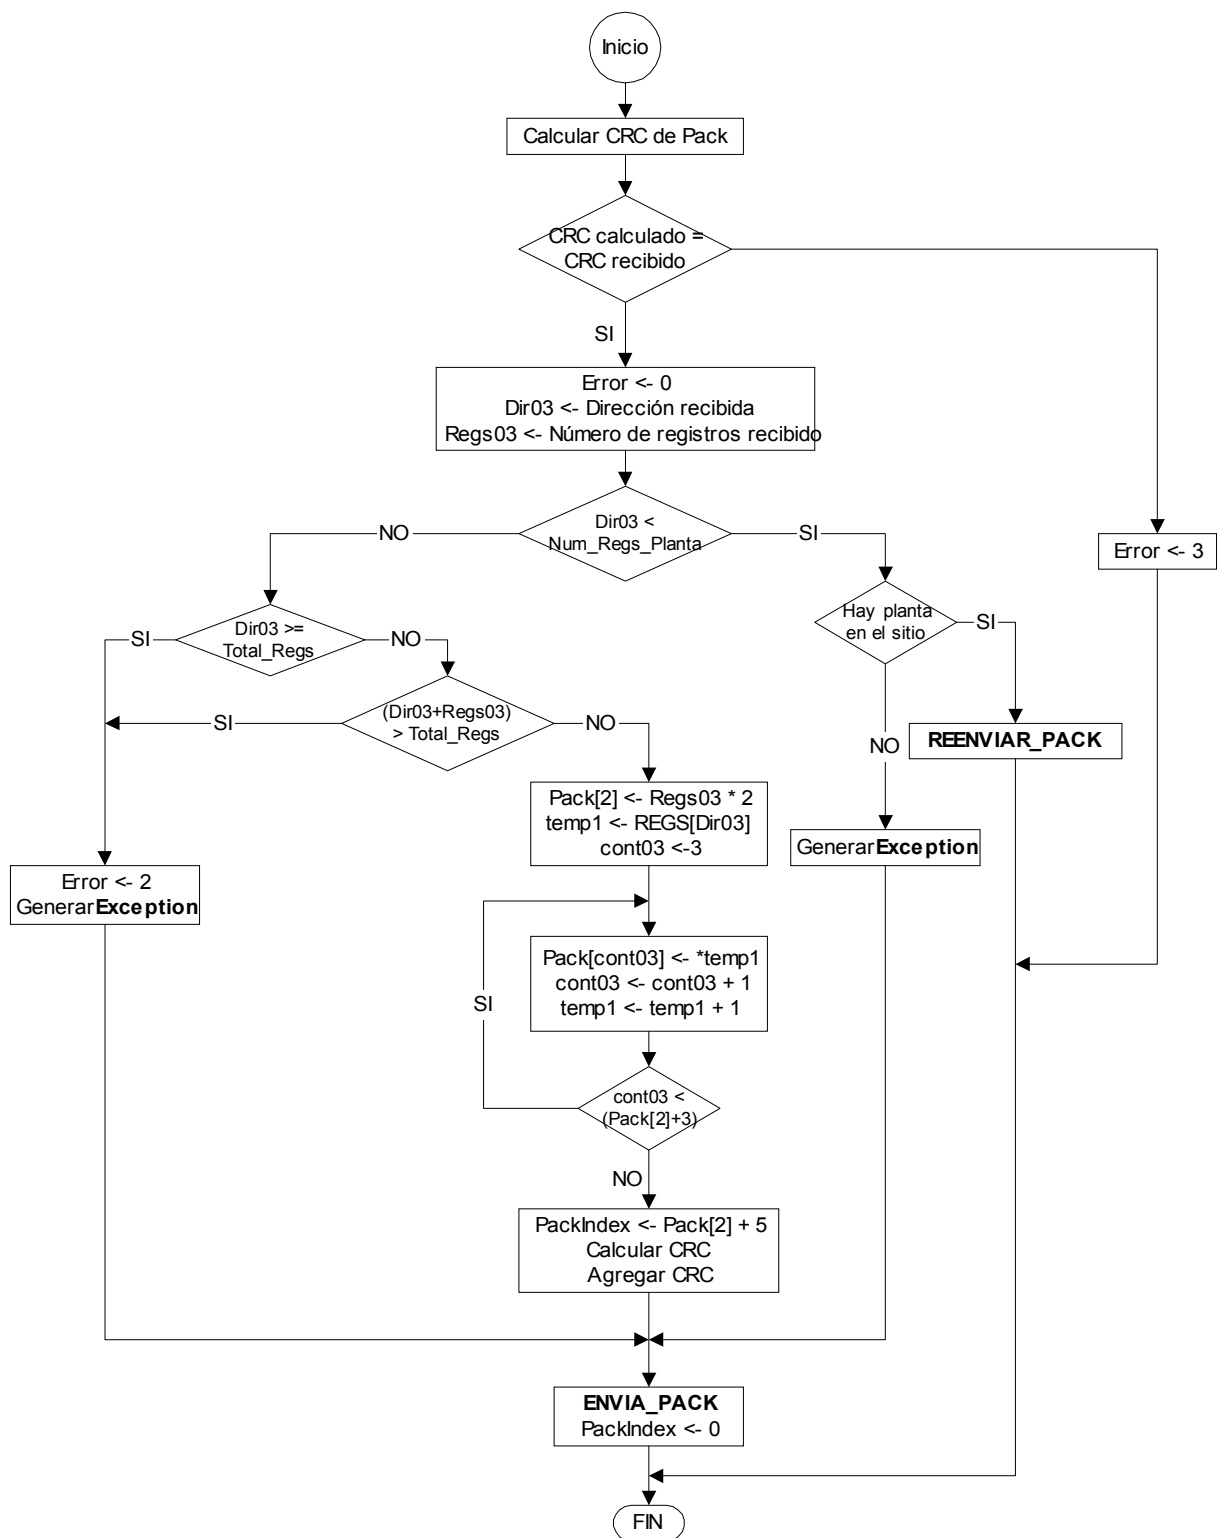 Inicio
Calcular CRC de Pack
CRC calculado =
CRC recibido
SI
Error <- 0
Dir03 <- Dirección recibida
Regs03 <- Número de registros recibido
Dir03 <
Num_Regs_Planta
NO
SI
Error <- 3
Hay planta
en el sitio
SI
Dir03 >=
Total_Regs
SI
NO
(Dir03+Regs03)
> Total_Regs
SI
NO
REENVIAR_PACK
NO
Pack[2] <- Regs03 * 2
temp1 <- REGS[Dir03]
cont03 <-3
GenerarException
Error <- 2
GenerarException
Pack[cont03] <- *temp1
cont03 <- cont03 + 1
temp1 <- temp1 + 1
SI
cont03 <
(Pack[2]+3)
NO
PackIndex <- Pack[2] + 5
Calcular CRC
Agregar CRC
ENVIA_PACK
PackIndex <- 0
FIN